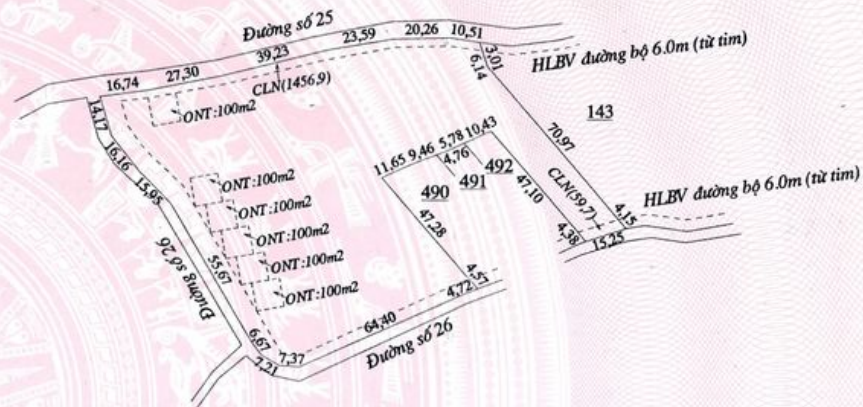 Đường số 25
16,74 27,30 39,23 23,59 20,26 10,51
3,01
6,14
HLBV đường bộ 6.0m (từ tim)
CLN(1456,9)
ONT:100m2
14,17
16,16
15,95
143
70,97
11,65 9,46 5,78 10,43
4,76
490
491
492
47,10
CLN(59,7)
ONT:100m2
ONT:100m2
ONT:100m2
ONT:100m2
ONT:100m2
47,28
4,15
HLBV đường bộ 6.0m (từ tim)
4,38
15,25
55,67
Đường số 26
4,57
4,72
64,40
Đường số 26
6,67
7,21
7,37